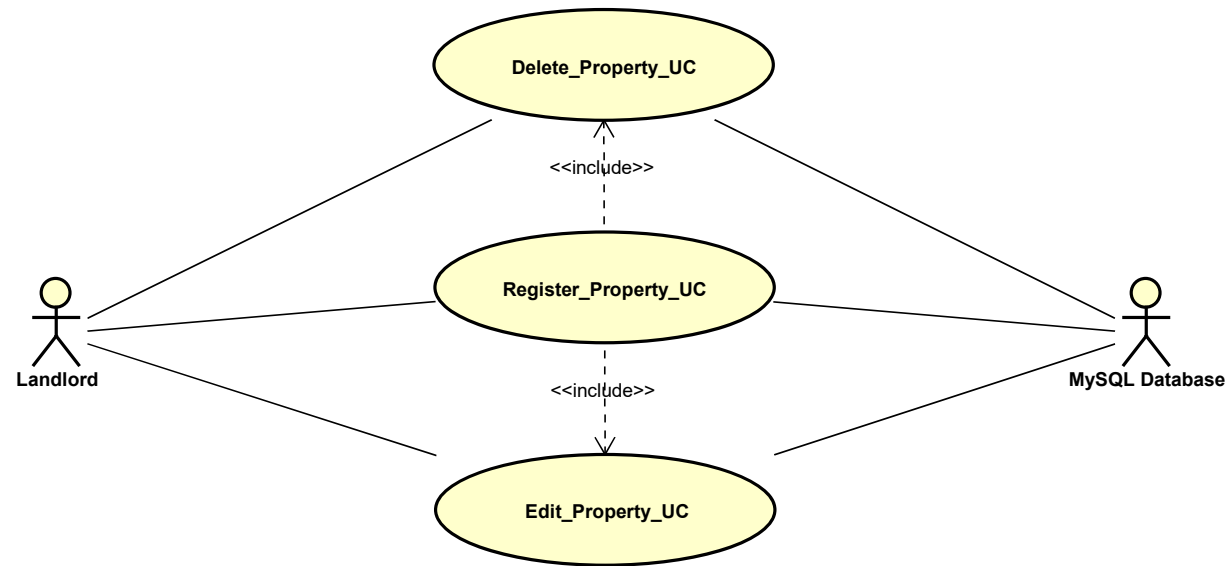 Delete_Property_UC
<<include>>
Register_Property_UC
Landlord
MySQL Database
<<include>>
Edit_Property_UC